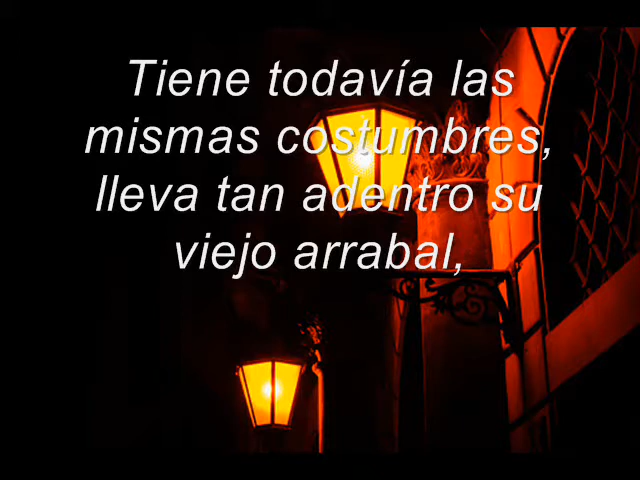 Tiene todavía las
mismas costumbres,
lleva tan adentro su
viejo arrabal,